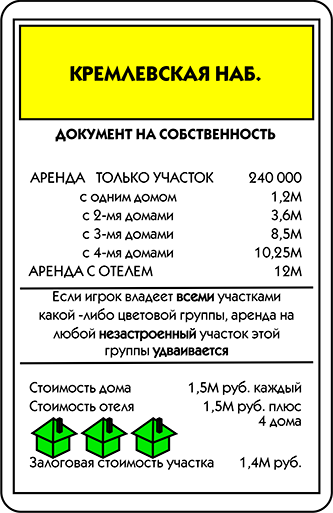 КРЕМЛЕВСКАЯ НАБ.
ДОКУМЕНТ НА СОБСТВЕННОСТЬ
АРЕНДА ТОЛЬКО УЧАСТОК 240 000
с одним домом 1,2М
с 2-мя домами 3,6М
с 3-мя домами 8,5М
с 4-мя домами 10,25М
АРЕНДА С ОТЕЛЕМ 12М
Если игрок владеет всеми участками
какой -либо цветовой группы, аренда на
любой незастроенный участок этой
группы удваивается
Стоимость дома 1,5М руб. каждый
Стоимость отеля 1,5М руб. плюс
4 дома
Залоговая стоимость участка 1,4М руб.